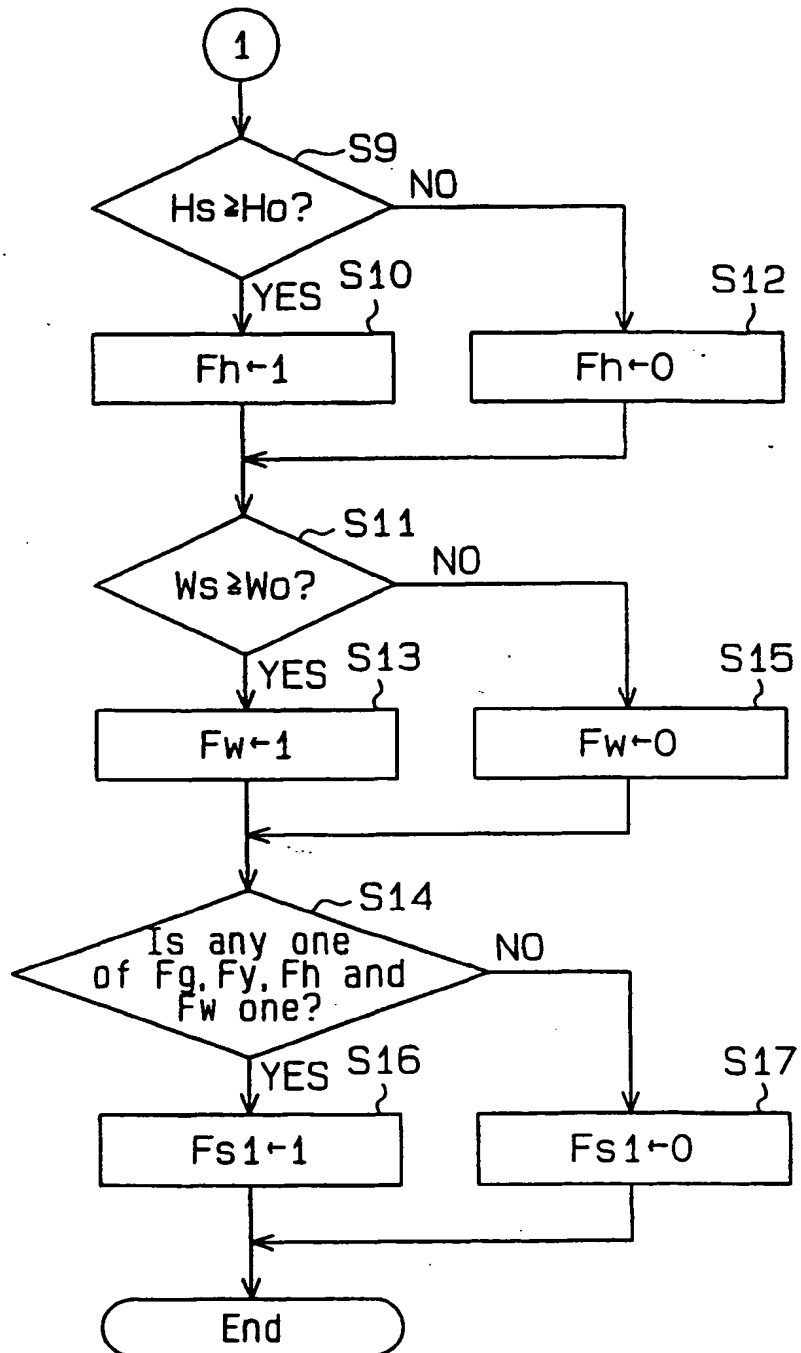 1
S9
Hs≧Ho?
NO
YES
S10
S12
Fh←1
Fh←0
S11
Ws≧Wo?
NO
YES
S13
S15
Fw←1
Fw←0
S14
Is any one
of Fg, Fy, Fh and
Fw one?
NO
YES
S16
S17
Fs1←1
Fs1←0
End